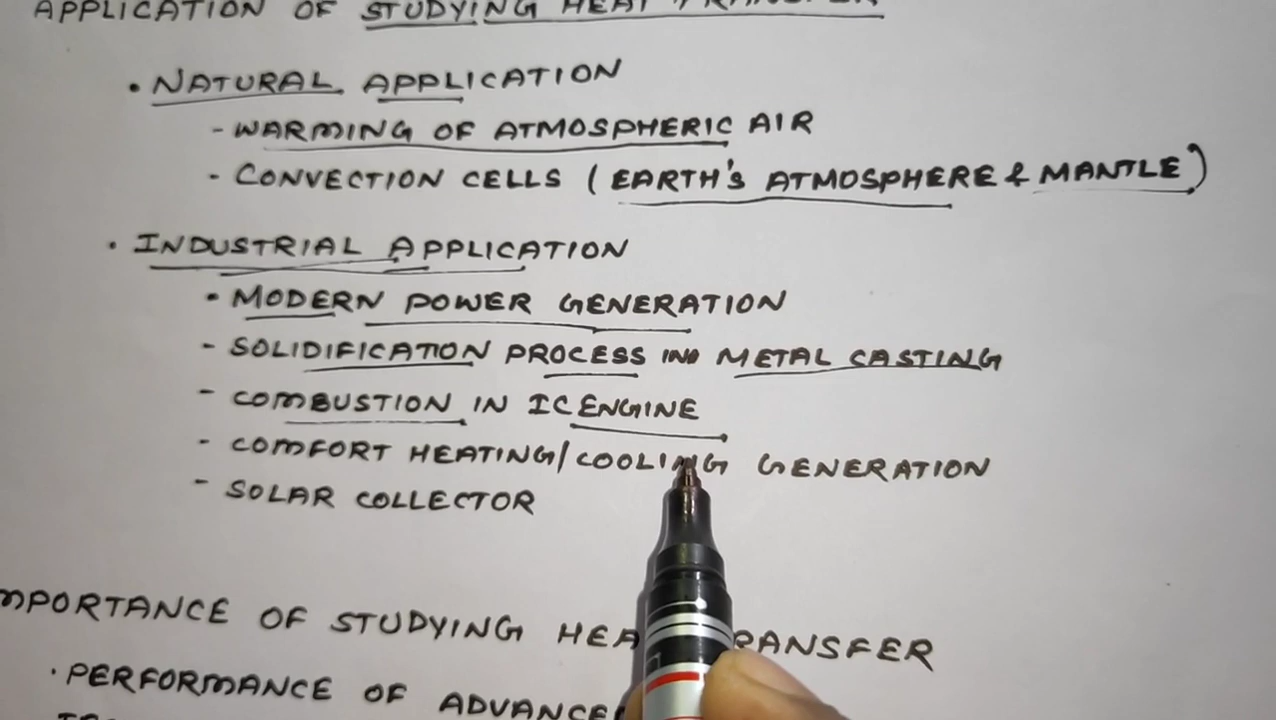 APPLICATION OF STUDYING HEAT TRANSFER
• NATURAL APPLICATION
- WARMING OF ATMOSPHERIC AIR
- CONVECTION CELLS (EARTH'S ATMOSPHERE & MANTLE)
• INDUSTRIAL APPLICATION
• MODERN POWER GENERATION
- SOLIDIFICATION PROCESS IN METAL CASTING
- COMBUSTION IN IC ENGINE
- COMFORT HEATING/COOLING GENERATION
- SOLAR COLLECTOR
MPORTANCE OF STUDYING HEA RANSFER
• PERFORMANCE OF ADVANCE